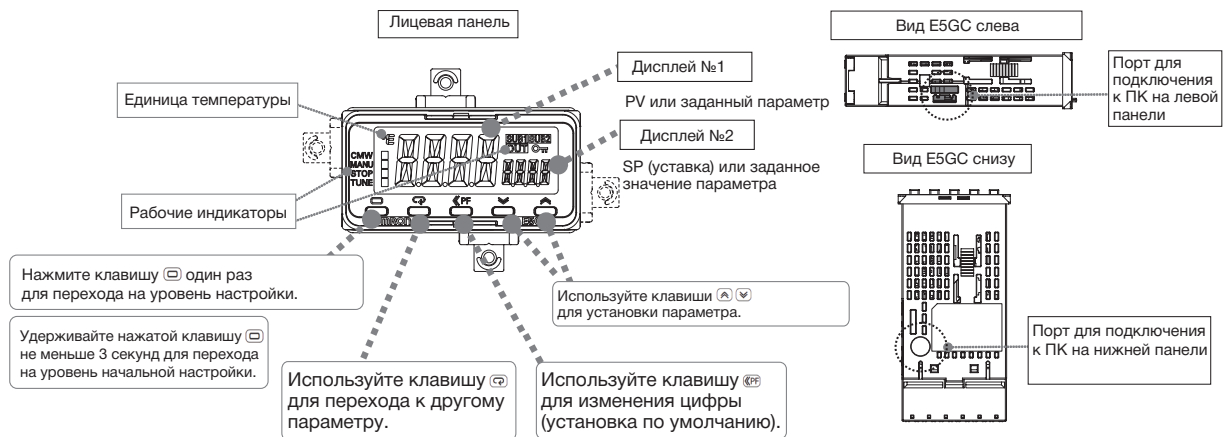 Лицевая панель
Вид E5GC слева
Дисплей №1
Порт для
подключения
к ПК на левой
панели
Единица температуры
PV или заданный параметр
Дисплей №2
SP (уставка) или заданное
значение параметра
SUB1 SUB2
OUT
CMW
MANU
STOP
TUNE
PF
Рабочие индикаторы
Вид E5GC снизу
Нажмите клавишу один раз
для перехода на уровень настройки.
Используйте клавиши
для установки параметра.
Удерживайте нажатой клавишу
не меньше 3 секунд для перехода
на уровень начальной настройки.
Порт для подключения
к ПК на нижней панели
Используйте клавишу
для перехода к другому
параметру.
Используйте клавишу PF
для изменения цифры
(установка по умолчанию).